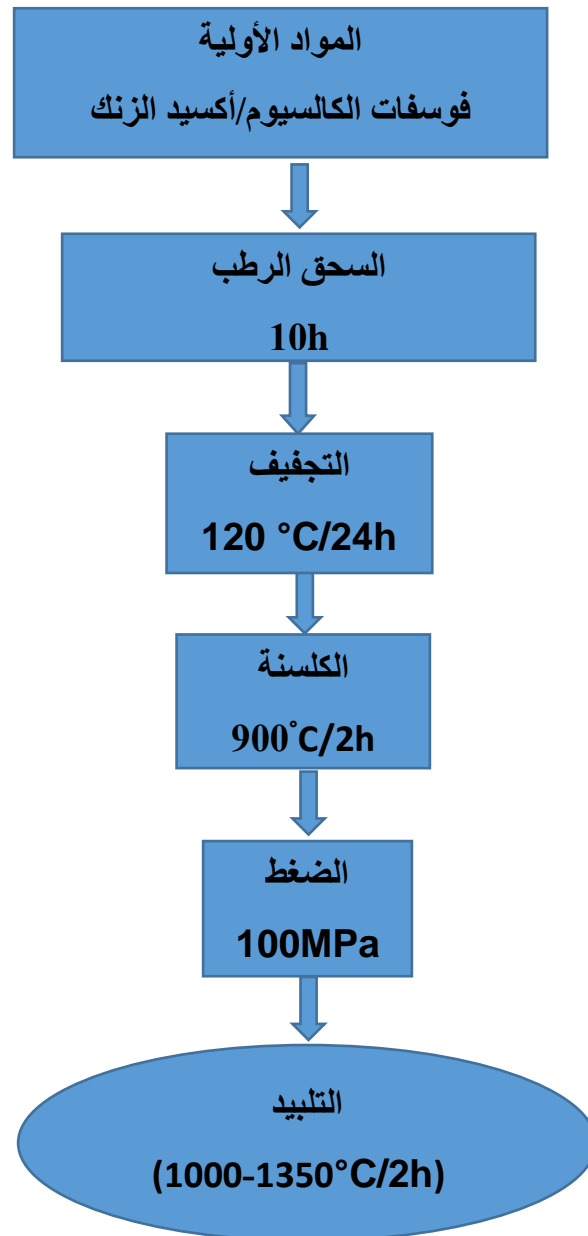 المواد الأولية
فوسفات الكالسيوم/أكسيد الزنك
السحق الرطب
10h
التجفيف
120 °C/24h
الكلسنة
900°C/2h
الضغط
100MPa
التلبيد
(1000-1350°C/2h)